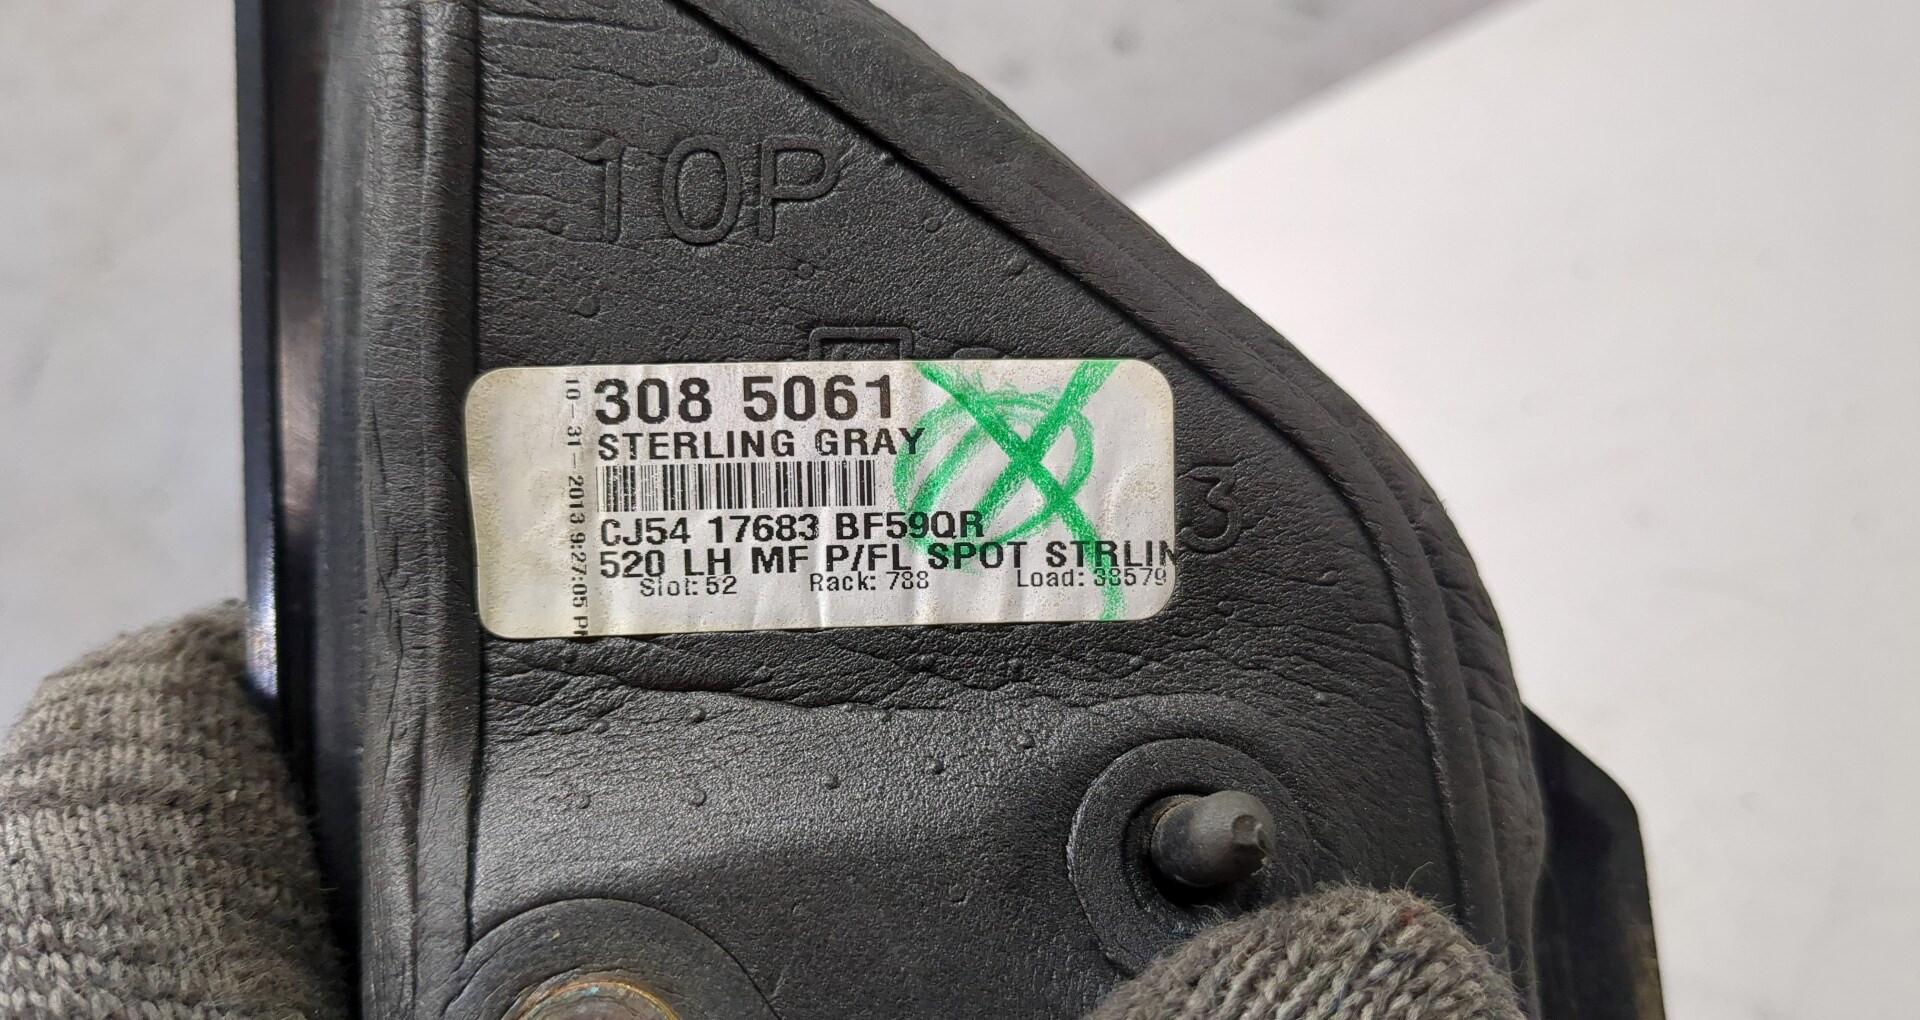 10P
308 5061
STERLING GRAY
CJ54 17683 BF59QR
520 LH MF P/FL SPOT STRLIN
Slot: 52 Rack: 788 Load: 38579
10-31-2013 9:27:05 P
3